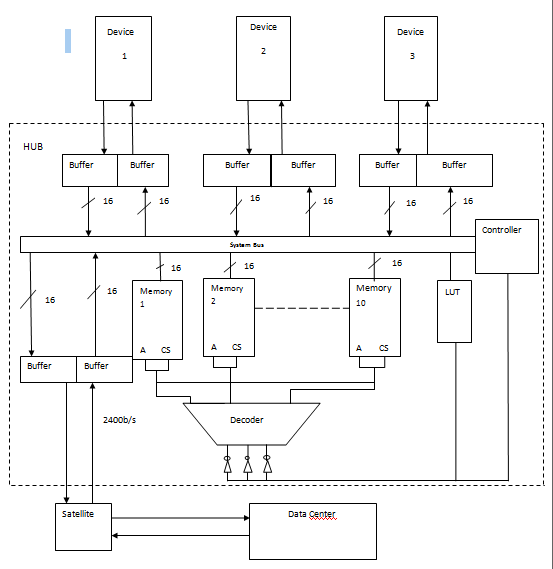 Device
1
Device
2
Device
3
HUB
Buffer
Buffer
Buffer
Buffer
Buffer
Buffer
16
16
16
16
16
16
System Bus
Controller
16
16
16
16
16
Memory
1
A CS
Memory
2
A CS
Memory
10
A CS
LUT
Buffer
Buffer
2400b/s
Decoder
Satellite
Data Center